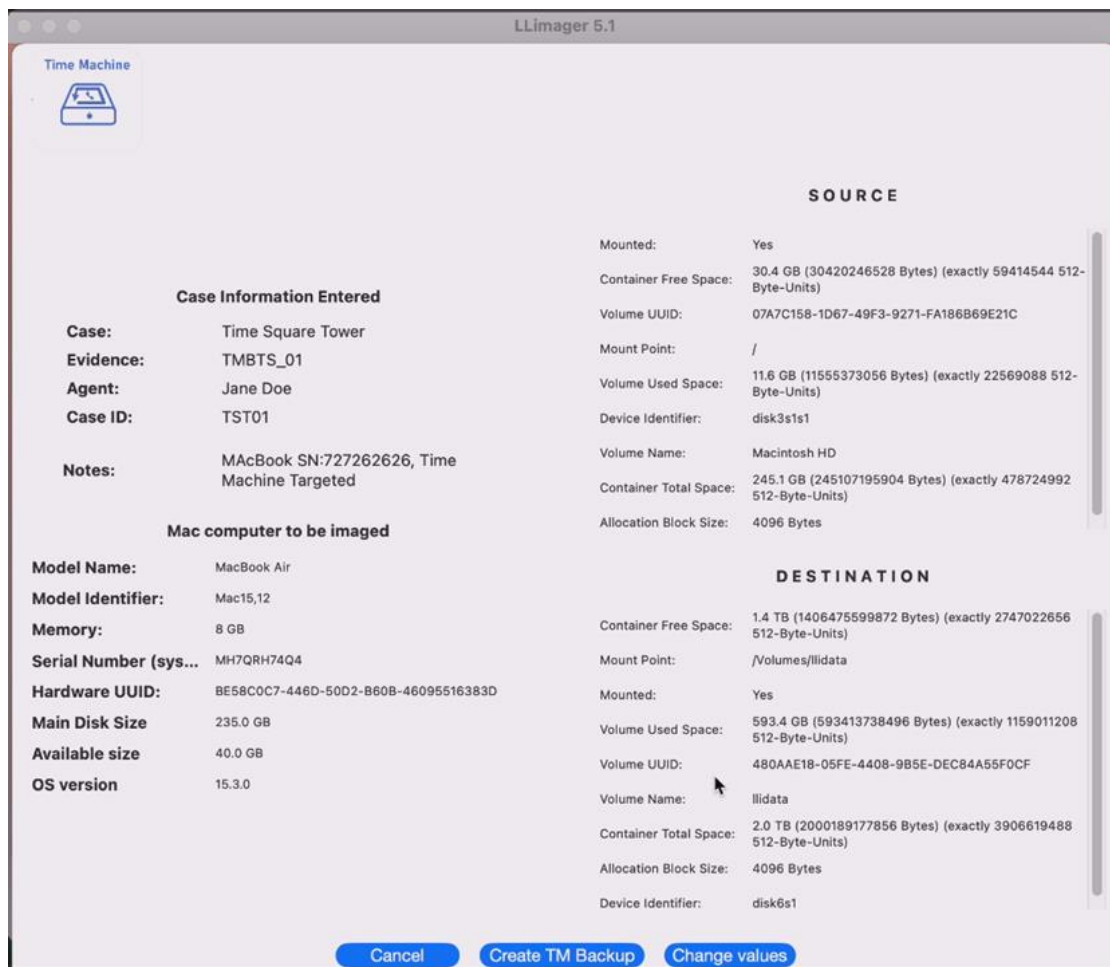 LLimager 5.1
Time Machine
Case Information Entered
Case: Time Square Tower
Evidence: TMBTS_01
Agent: Jane Doe
Case ID: TST01
Notes: MAcBook SN:727262626, Time
Machine Targeted
Mac computer to be imaged
Model Name: MacBook Air
Model Identifier: Mac15,12
Memory: 8 GB
Serial Number (sys... MH7QRH74Q4
Hardware UUID: BE58C0C7-446D-50D2-B60B-46095516383D
Main Disk Size 235.0 GB
Available size 40.0 GB
OS version 15.3.0
SOURCE
Mounted: Yes
Container Free Space: 30.4 GB (30420246528 Bytes) (exactly 59414544 512-
Byte-Units)
Volume UUID: 07A7C158-1D67-49F3-9271-FA186B69E21C
Mount Point: /
Volume Used Space: 11.6 GB (11555373056 Bytes) (exactly 22569088 512-
Byte-Units)
Device Identifier: disk3s1s1
Volume Name: Macintosh HD
Container Total Space: 245.1 GB (245107195904 Bytes) (exactly 478724992
512-Byte-Units)
Allocation Block Size: 4096 Bytes
DESTINATION
Container Free Space: 1.4 TB (1406475599872 Bytes) (exactly 2747022656
512-Byte-Units)
Mount Point: /Volumes/llidata
Mounted: Yes
Volume Used Space: 593.4 GB (593413738496 Bytes) (exactly 1159011208
512-Byte-Units)
Volume UUID: 480AAE18-05FE-4408-9B5E-DEC84A55F0CF
Volume Name: llidata
Container Total Space: 2.0 TB (2000189177856 Bytes) (exactly 3906619488
512-Byte-Units)
Allocation Block Size: 4096 Bytes
Device Identifier: disk6s1
Cancel Create TM Backup Change values